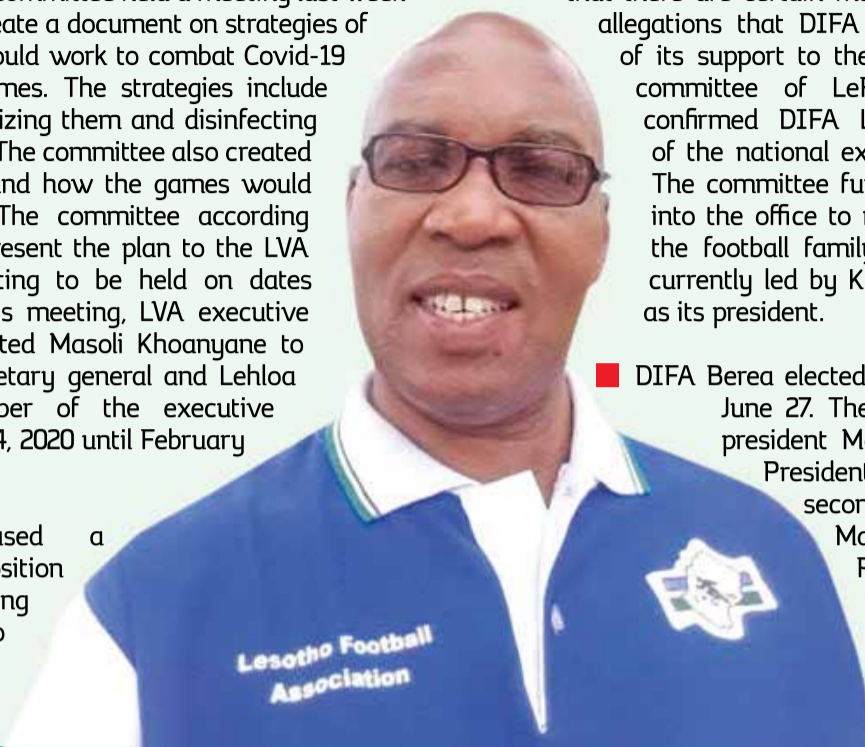 eate a document on strategies of
ould work to combat Covid-19
mes. The strategies include
izing them and disinfecting
The committee also created
nd how the games would
The committee according
resent the plan to the LVA
ting to be held on dates
s meeting, LVA executive
ted Masoli Khoanyane to
etary general and Lehloa
ber of the executive
4, 2020 until February
used a
sition
ng
o
allegations that DIFA
of its support to the
committee of LeF
confirmed DIFA L
of the national ex
The committee fu
into the office to
the football family
currently led by K
as its president.
DIFA Berea elected
June 27. The
president M
President
secon
Mo
Lesotho Football
Association